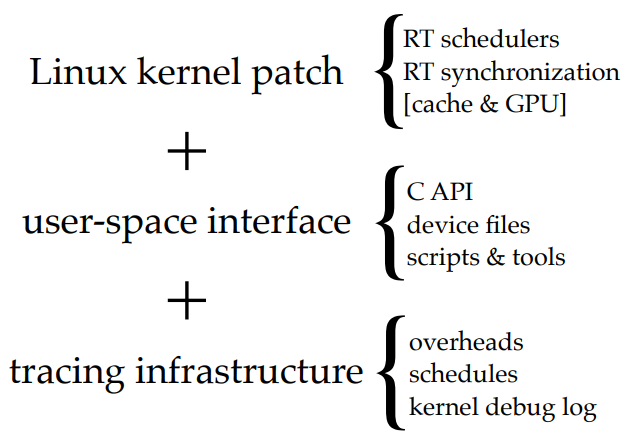 Linux kernel patch
RT schedulers
RT synchronization
[cache & GPU]
+
user-space interface
C API
device files
scripts & tools
+
tracing infrastructure
overheads
schedules
kernel debug log